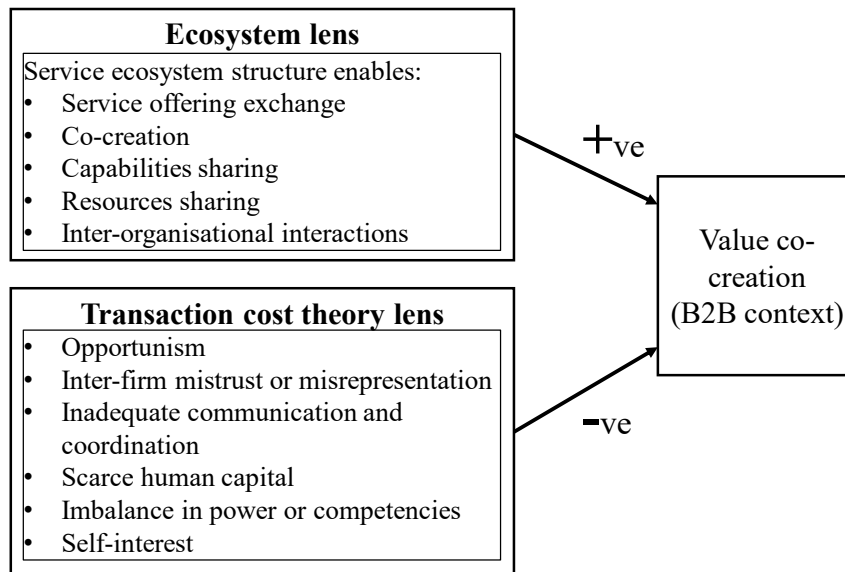 Ecosystem lens
Service ecosystem structure enables:
• Service offering exchange
• Co-creation
• Capabilities sharing
• Resources sharing
• Inter-organisational interactions
+ve
Value co-
creation
(B2B context)
Transaction cost theory lens
• Opportunism
• Inter-firm mistrust or misrepresentation
• Inadequate communication and
coordination
• Scarce human capital
• Imbalance in power or competencies
• Self-interest
-ve